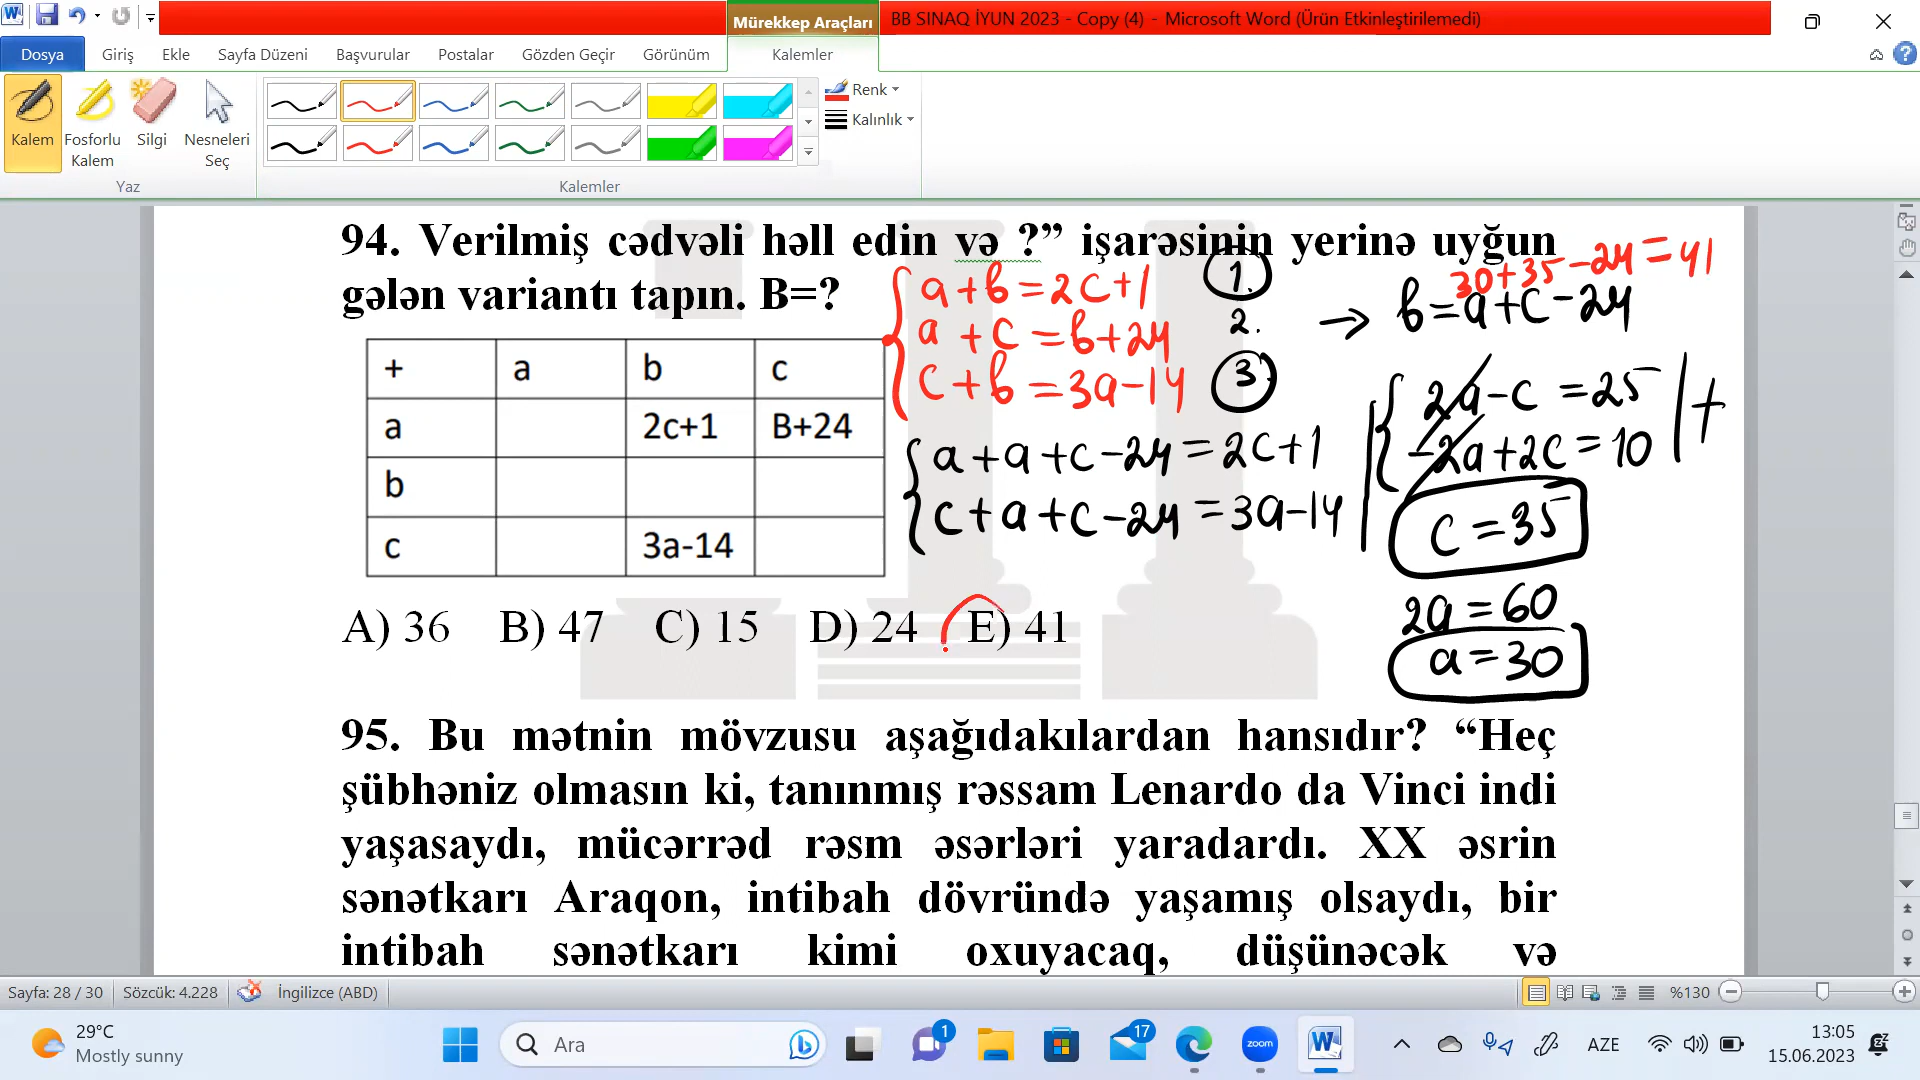 Mürekkep Araçları
BB SINAQ İYUN 2023 - Copy (4) - Microsoft Word (Ürün Etkinleştirilemedi)
Dosya Giriş Ekle Sayfa Düzeni Başvurular Postalar Gözden Geçir Görünüm Kalemler
Kalem Fosforlu Kalem Silgi Nesneleri Seç
Renk
Kalınlık
Yaz Kalemler
94. Verilmiş cədvəli həll edin və ?” işarəsinin yerinə uyğun
gələn variantı tapın. B=?
+ a b c
a 2c+1 B+24
b
c 3a-14
a+b=2c+1 1.
a+c=b+24 2.
c+b=3a-14 3.
a+a+c-24=2c+1
c+a+c-24=3a-14
30+35-24=41
→ b=a+c-24
2a-c=25
-2a+2c=10
+
c=35
2a=60
a=30
A) 36 B) 47 C) 15 D) 24 E) 41
95. Bu mətnin mövzusu aşağıdakılardan hansıdır? “Heç
şübhəniz olmasın ki, tanınmış rəssam Lenardo da Vinci indi
yaşasaydı, mücərrəd rəsm əsərləri yaradardı. XX əsrin
sənətkarı Araqon, intibah dövründə yaşamış olsaydı, bir
intibah sənətkarı kimi oxuyacaq, düşünəcək və
Sayfa: 28 / 30 Sözcük: 4.228 İngilizce (ABD) %130
29°C
Mostly sunny
Ara
1
17
zoom
AZE
13:05
15.06.2023